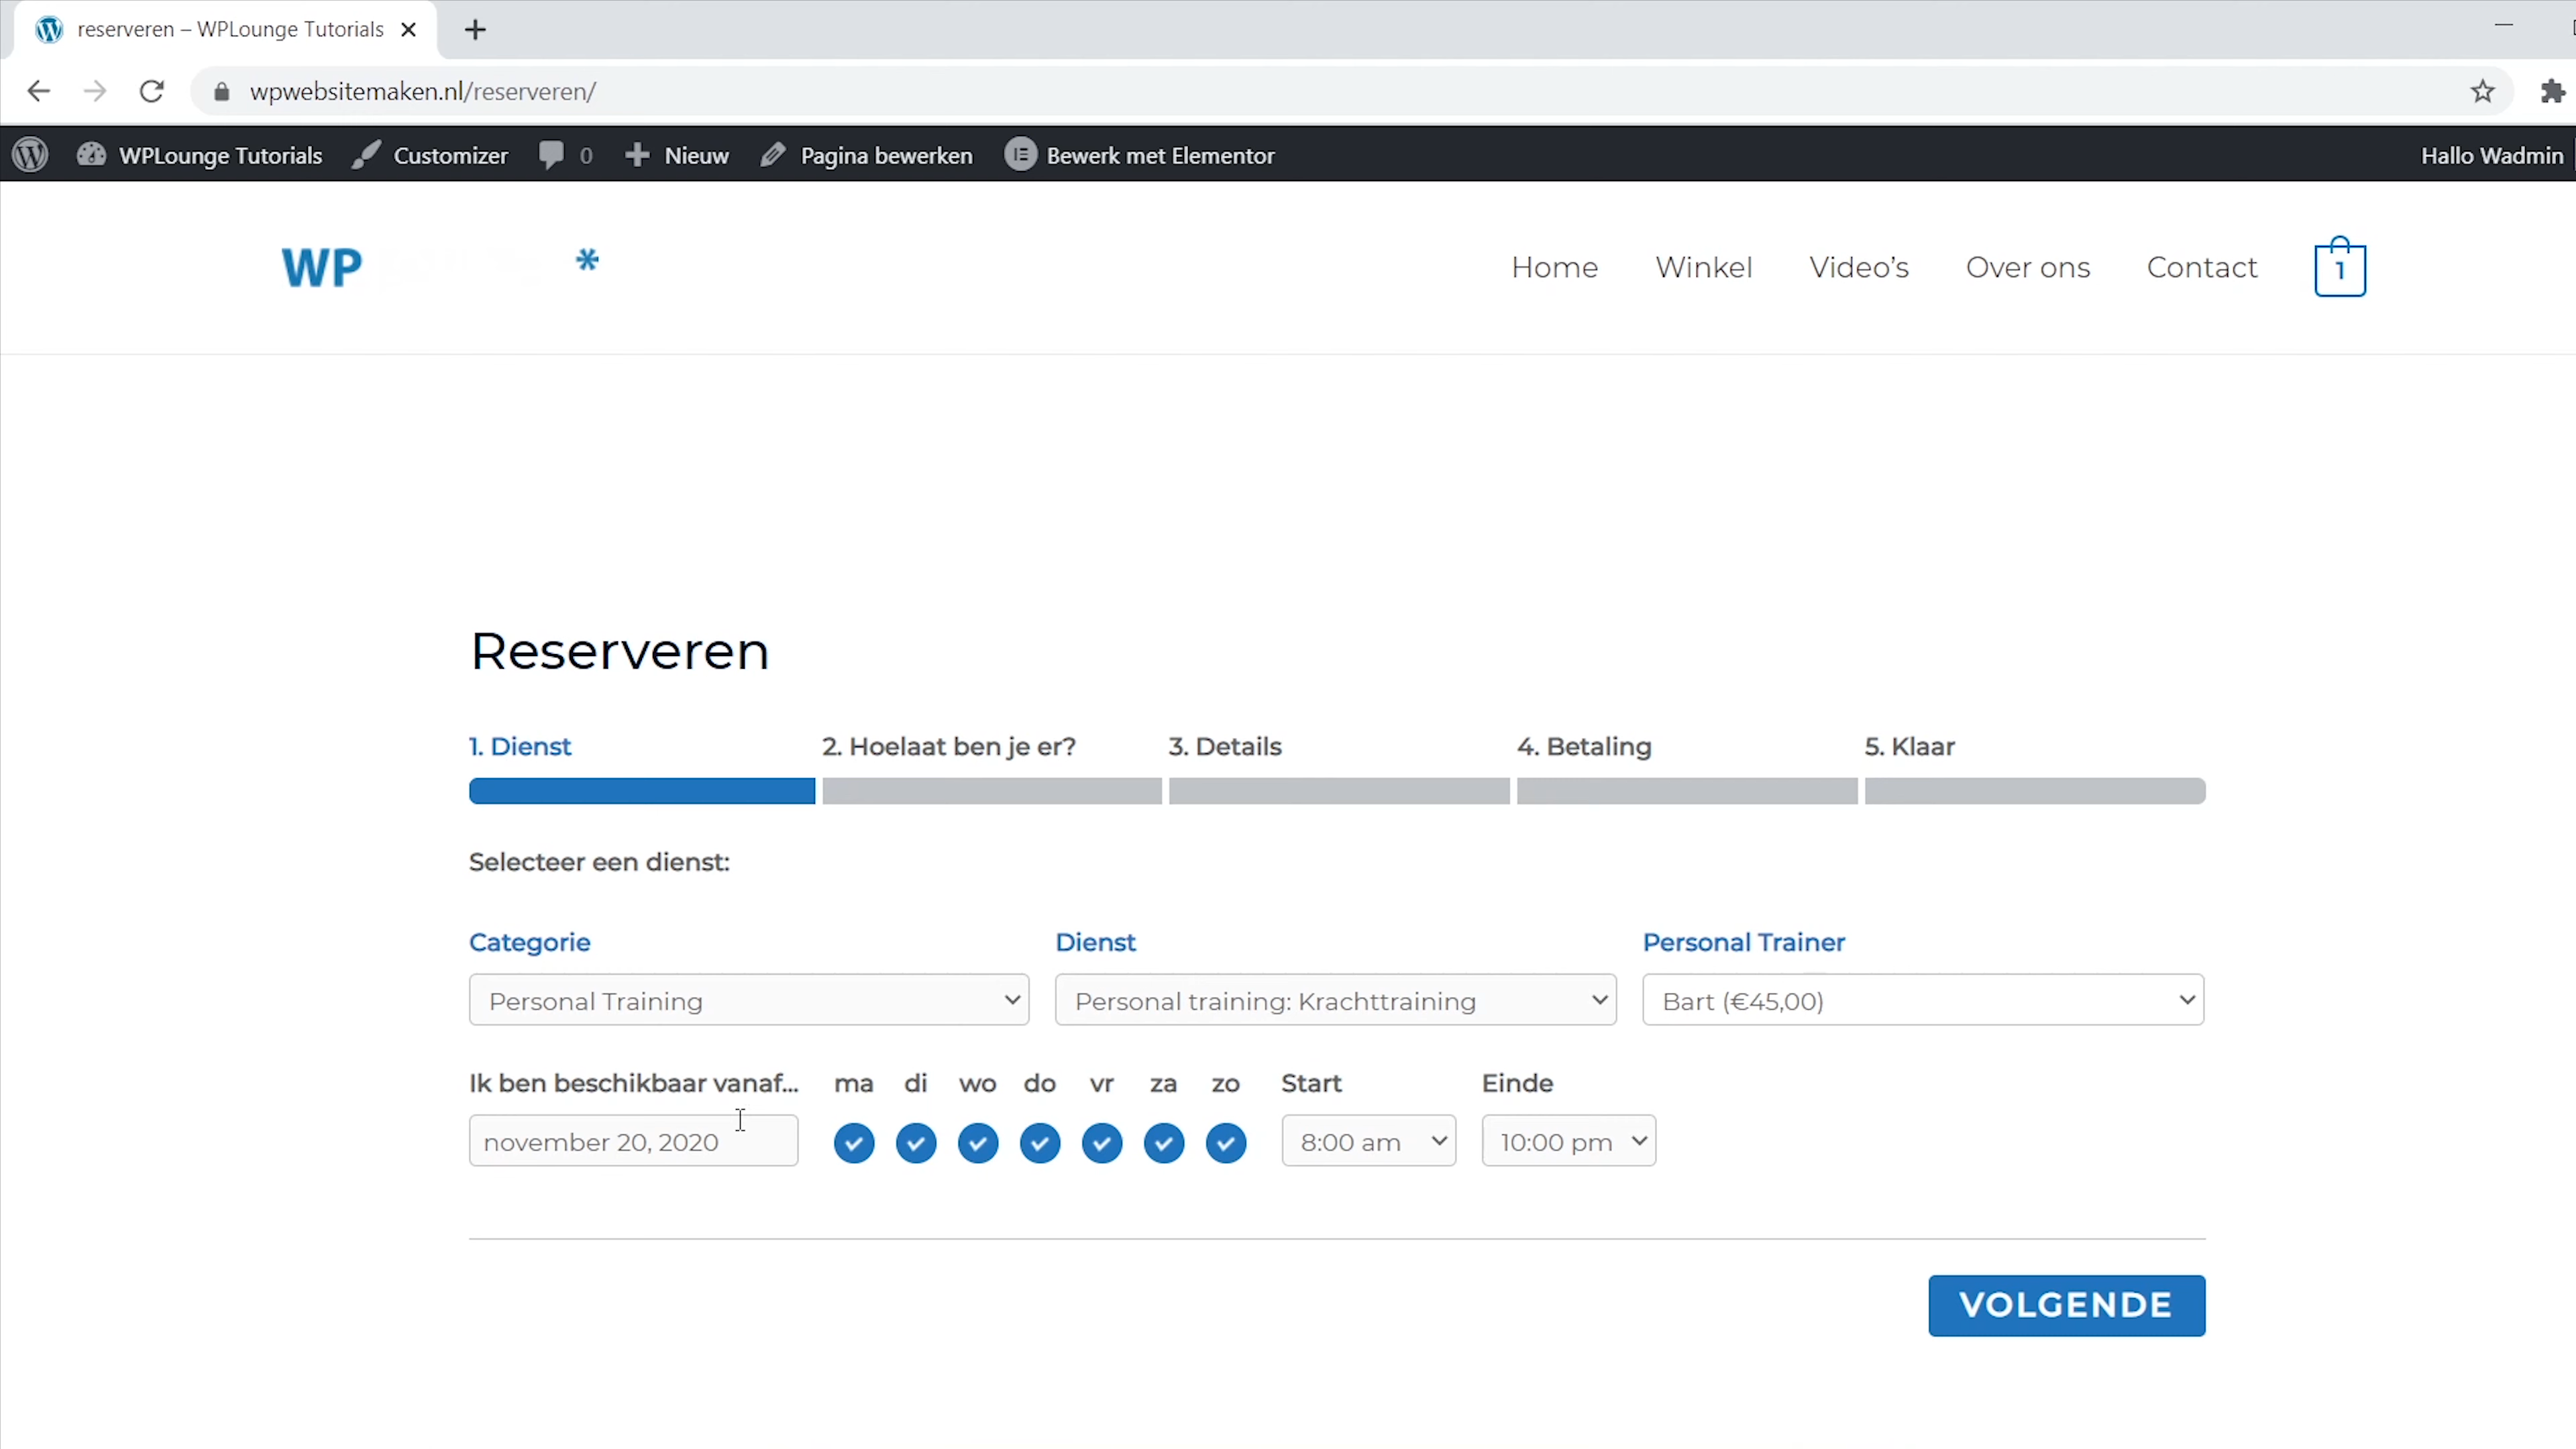 reserveren – WPLounge Tutorials
wpwebsitemaken.nl/reserveren/
WPLounge Tutorials Customizer 0 Nieuw Pagina bewerken Bewerk met Elementor Hallo Wadmin
WP * Home Winkel Video's Over ons Contact 1
Reserveren
1. Dienst 2. Hoelaat ben je er? 3. Details 4. Betaling 5. Klaar
Selecteer een dienst:
Categorie Dienst Personal Trainer
Personal Training Personal training: Krachttraining Bart (€45,00)
Ik ben beschikbaar vanaf... ma di wo do vr za zo Start Einde
november 20, 2020 8:00 am 10:00 pm
VOLGENDE